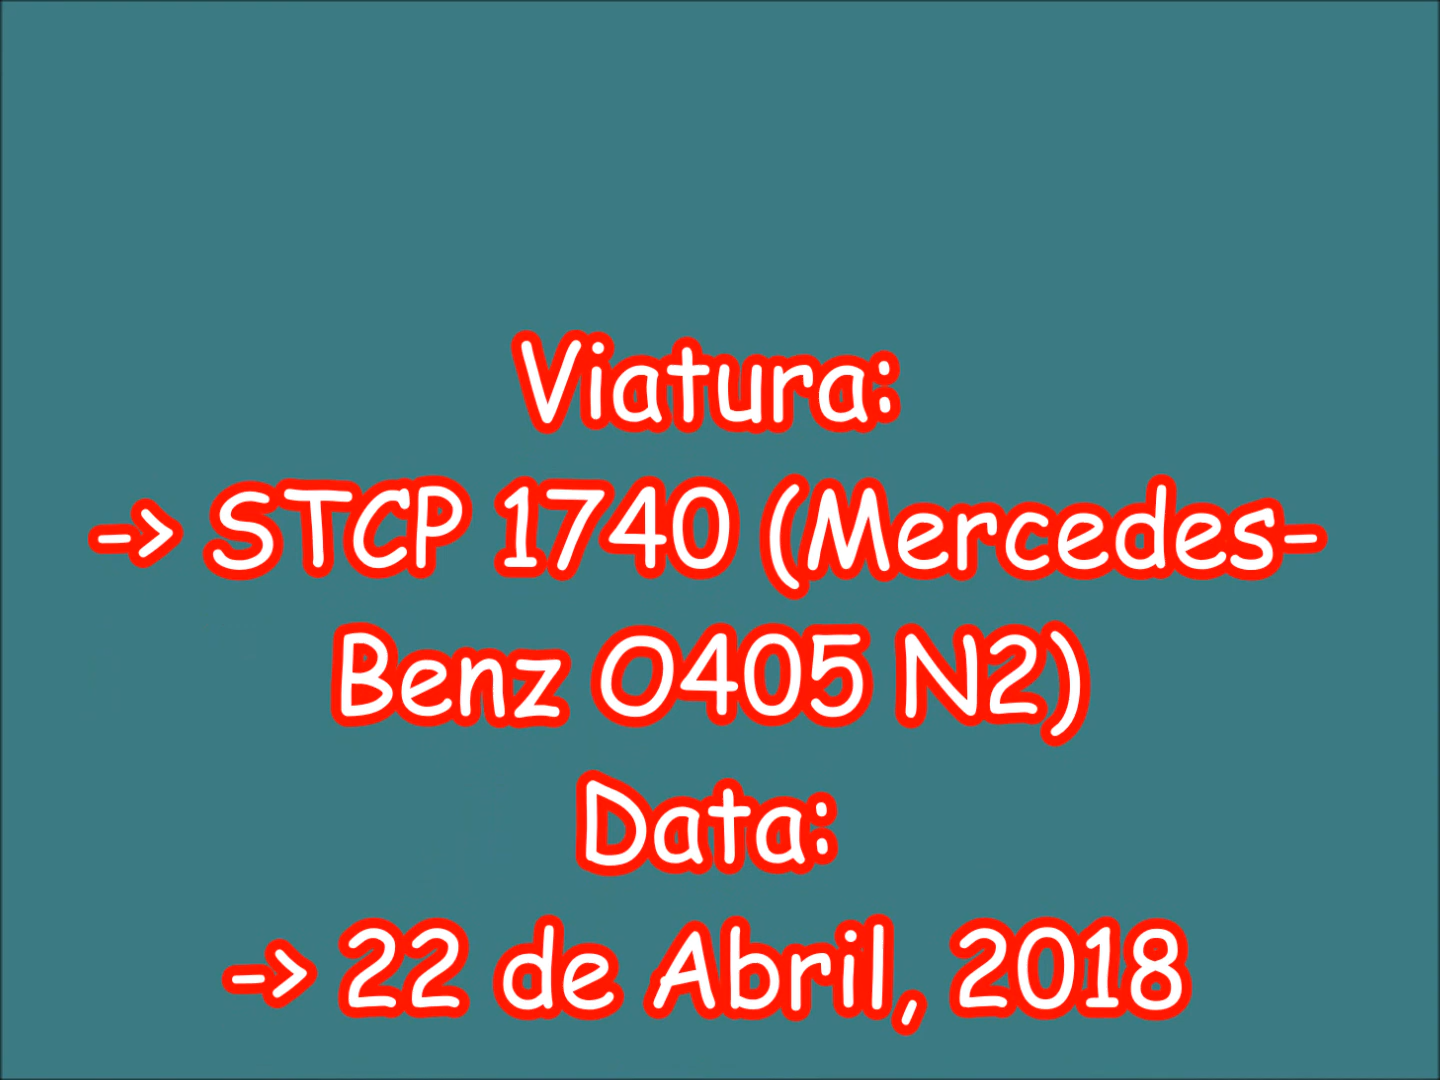 Viatura:
-> STCP 1740 (Mercedes-
Benz O405 N2)
Data:
-> 22 de Abril, 2018